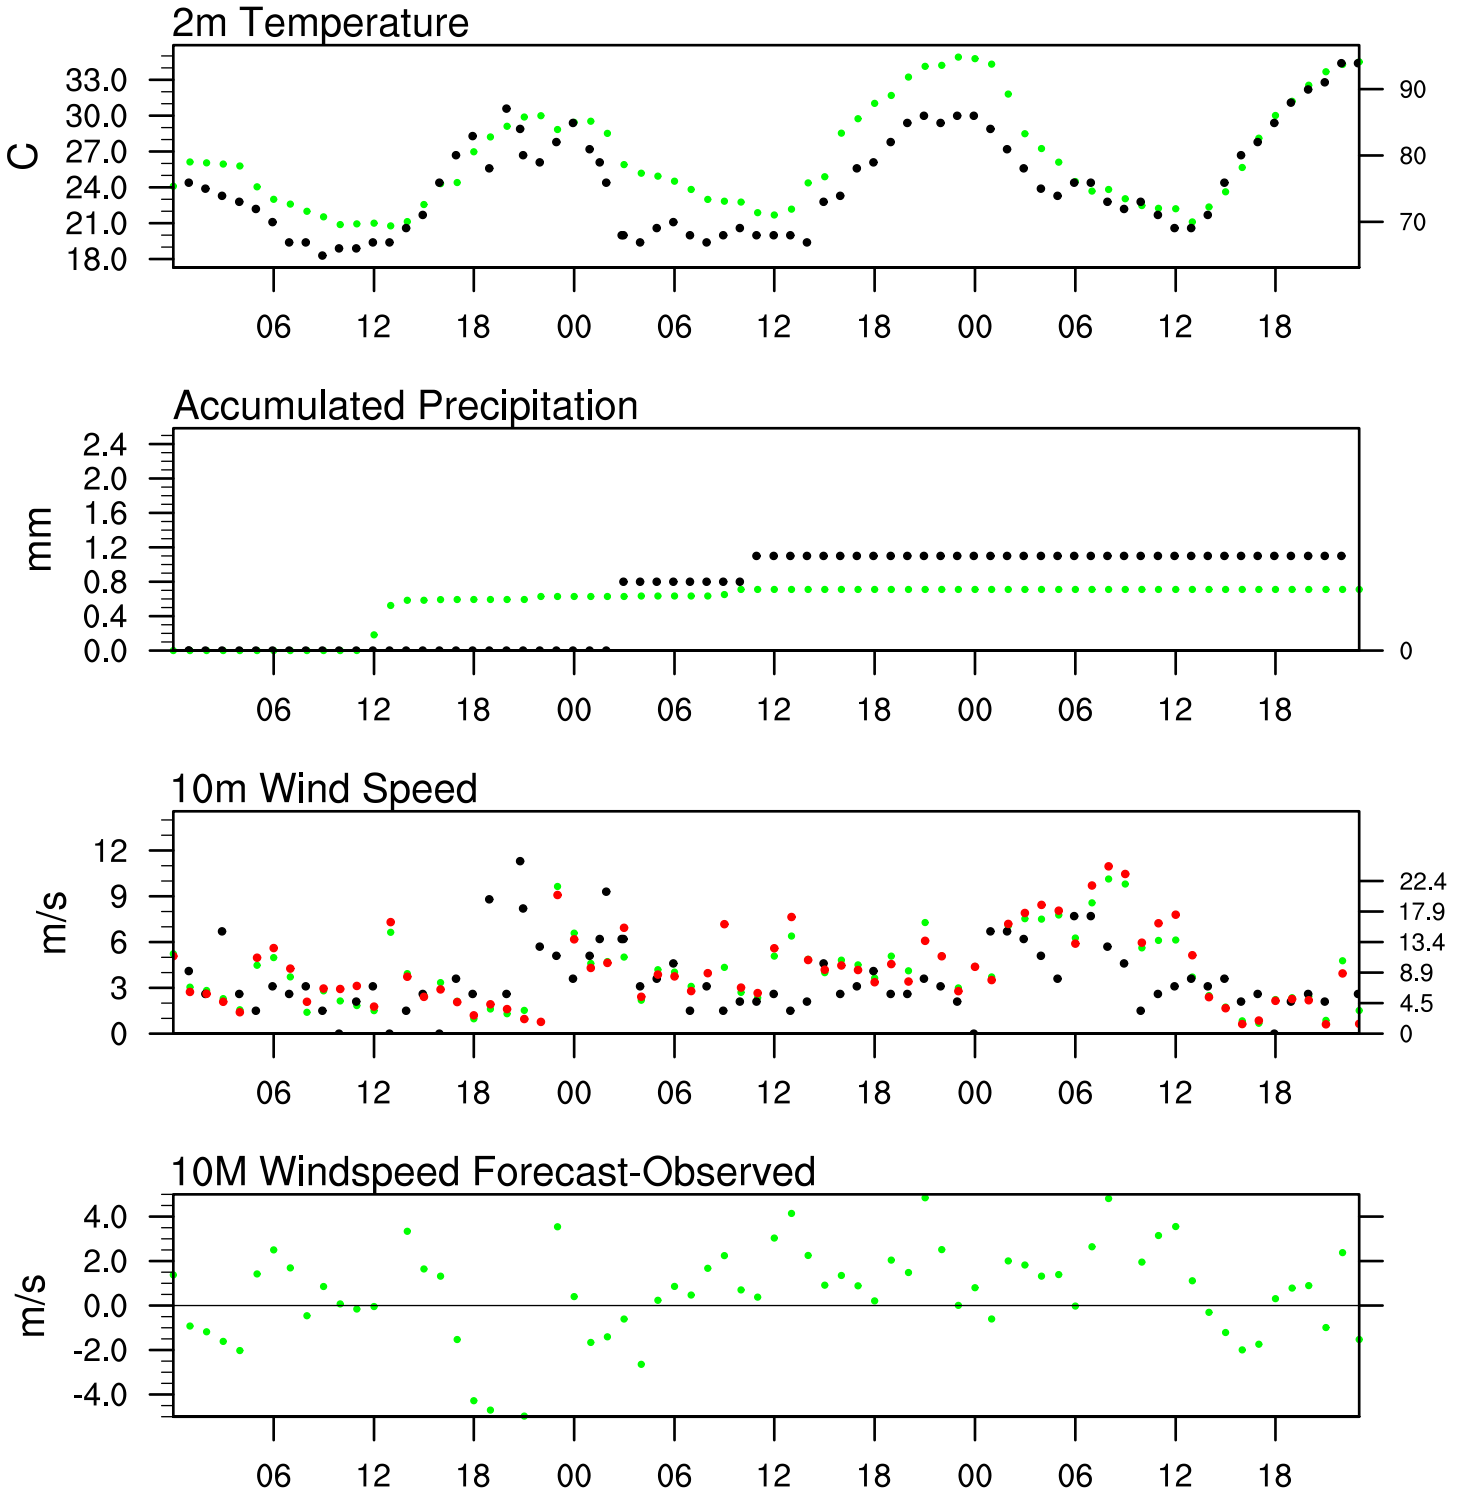 2m Temperature
33.0
30.0
27.0
24.0
21.0
18.0
C
90
80
70
06 12 18 00 06 12 18 00 06 12 18
Accumulated Precipitation
2.4
2.0
1.6
1.2
0.8
0.4
0.0
mm
0
06 12 18 00 06 12 18 00 06 12 18
10m Wind Speed
12
9
6
3
0
m/s
22.4
17.9
13.4
8.9
4.5
0
06 12 18 00 06 12 18 00 06 12 18
10M Windspeed Forecast-Observed
4.0
2.0
0.0
-2.0
-4.0
m/s
06 12 18 00 06 12 18 00 06 12 18